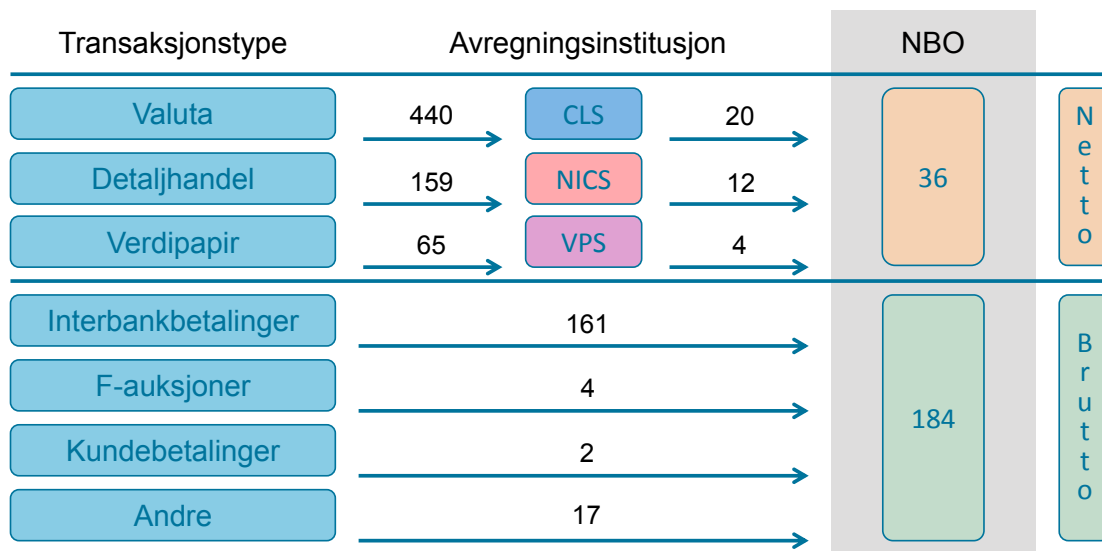 Transaksjonstype Avregningsinstitusjon NBO
Valuta 440 CLS 20
Detaljhandel 159 NICS 12 36
Verdipapir 65 VPS 4
Netto
Interbankbetalinger 161
F-auksjoner 4
184
Kundebetalinger 2
Andre 17
Brutto